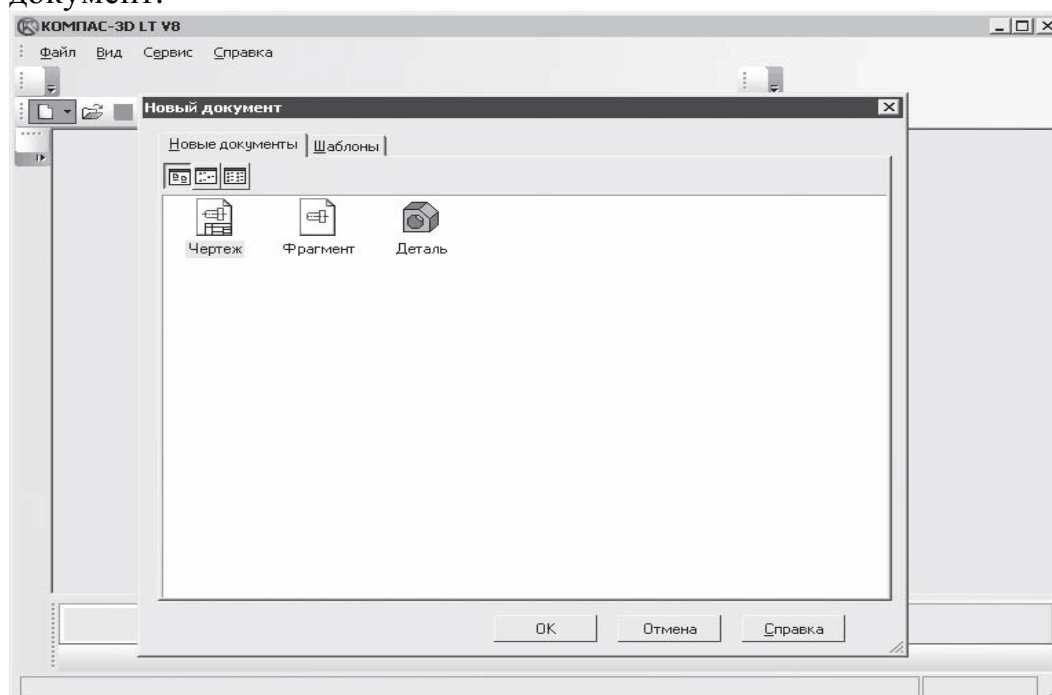 документ:
КОМПАС-3D LT V8
Файл Вид Сервис Справка
Новый документ
Новые документы Шаблоны
Чертеж Фрагмент Деталь
OK Отмена Справка